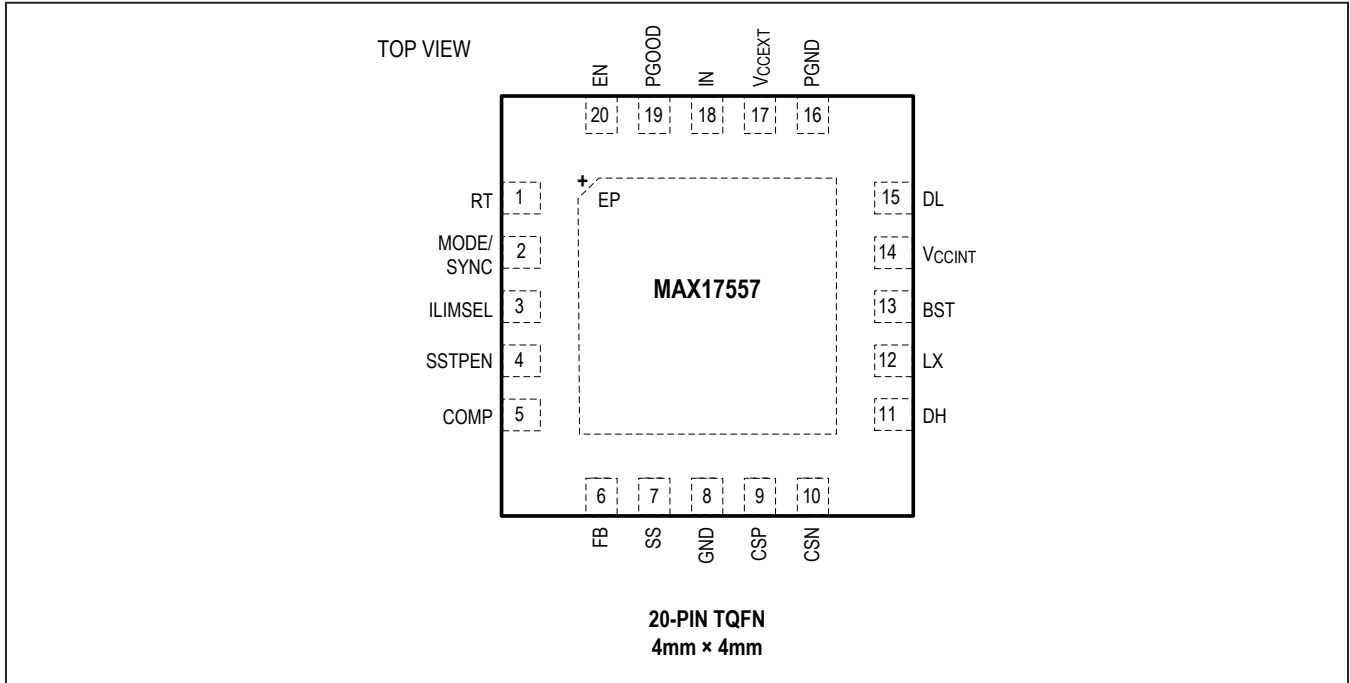 TOP VIEW
EN
PGOOD
IN
VCCEXT
PGND
20
19
18
17
16
+
EP
RT
1
MODE/
SYNC
2
ILIMSEL
3
SSTPEN
4
COMP
5
MAX17557
15
DL
14
VCCINT
13
BST
12
LX
11
DH
6
7
8
9
10
FB
SS
GND
CSP
CSN
20-PIN TQFN
4mm × 4mm